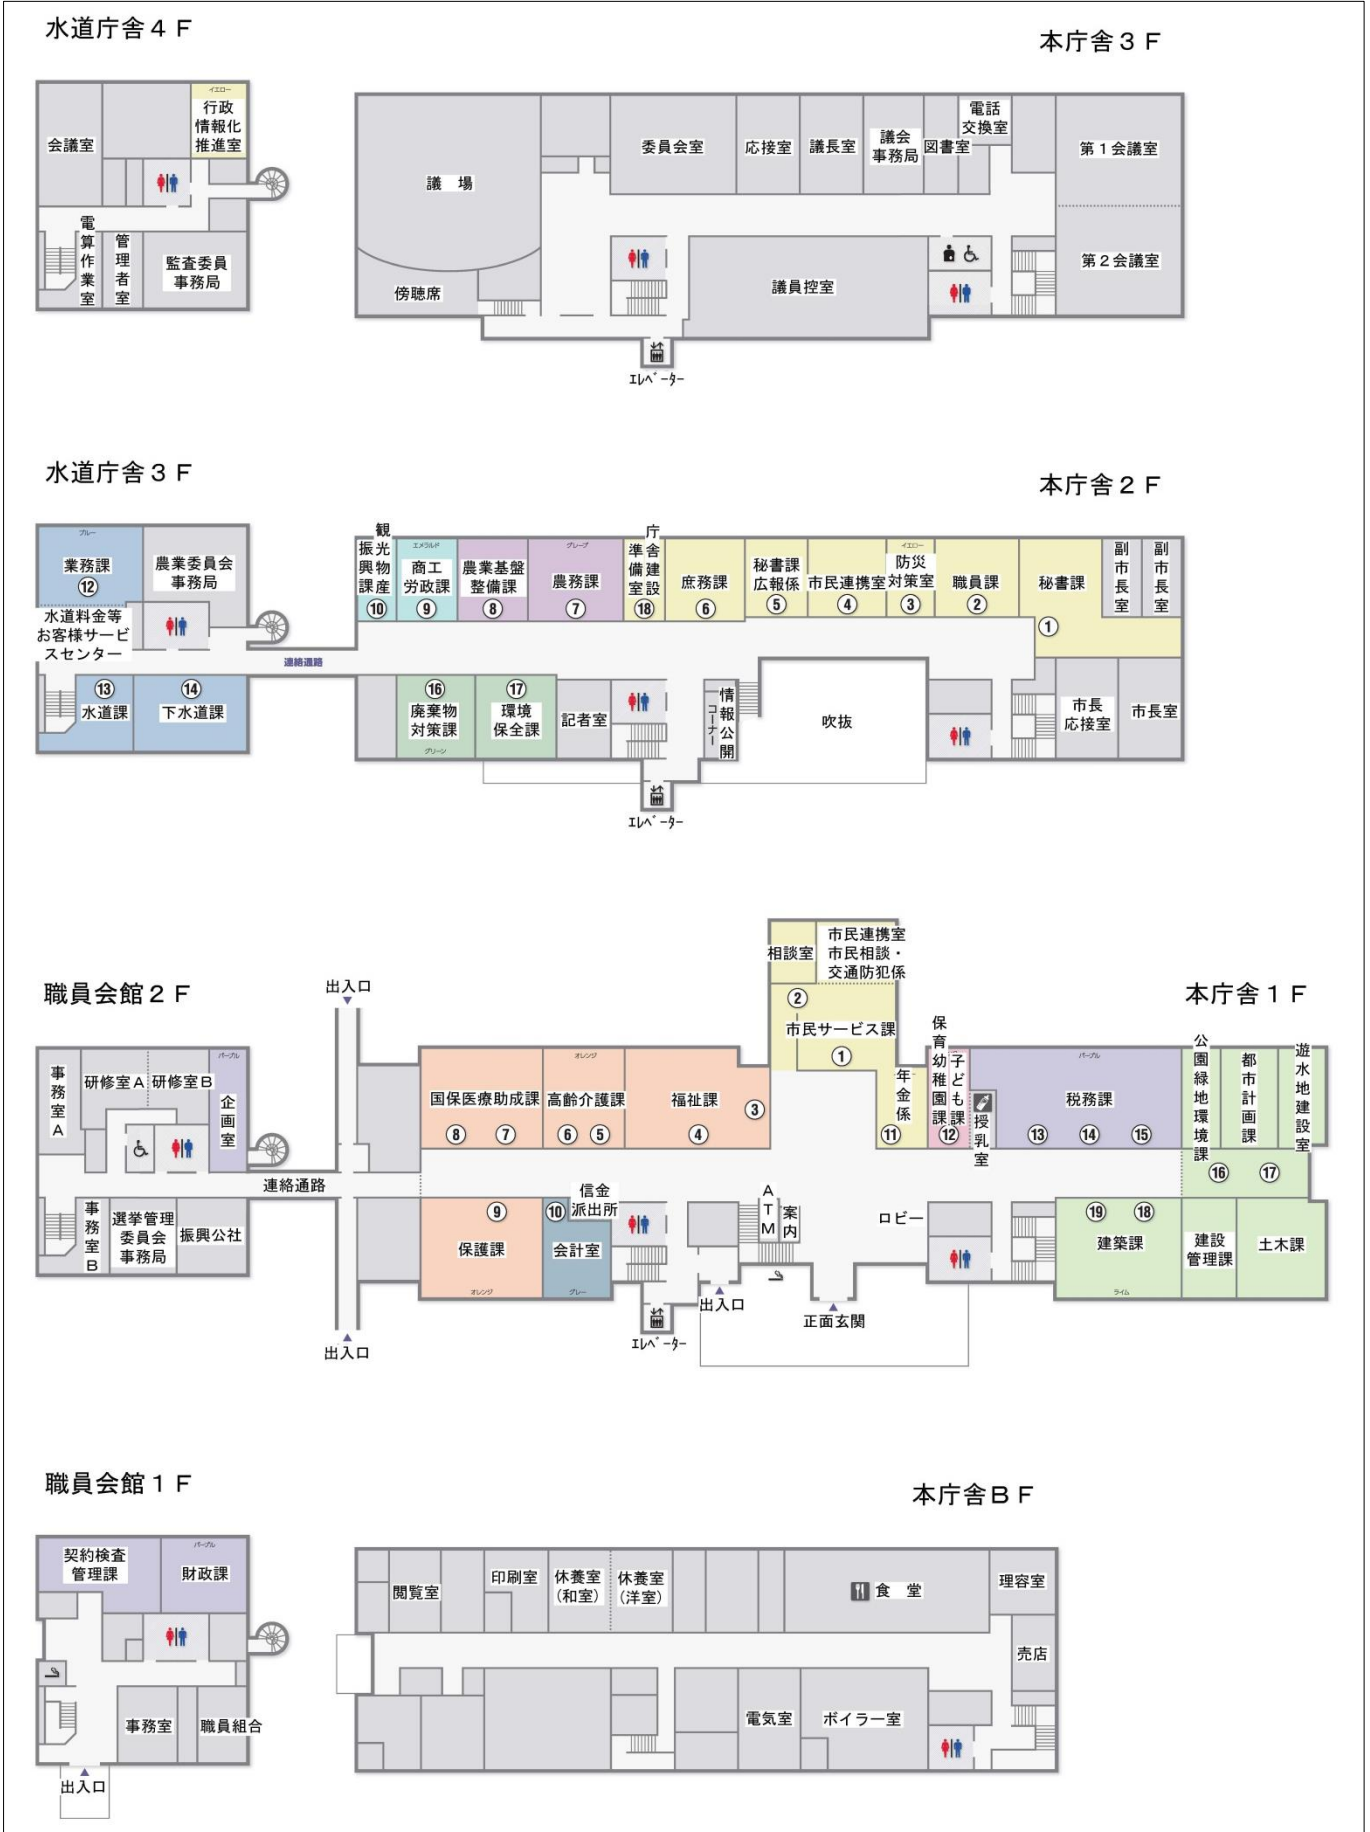 水道庁舎４Ｆ
本庁舎３Ｆ
会議室
イエロー
行政
情報化
推進室
電算作業室
管理者室
監査委員
事務局
議　場
傍聴席
委員会室
応接室
議長室
議会
事務局
図書室
電話
交換室
第１会議室
第２会議室
議員控室
エレベーター
水道庁舎３Ｆ
本庁舎２Ｆ
ブルー
業務課
⑫
農業委員会
事務局
水道料金等
お客様サービ
スセンター
⑬
水道課
⑭
下水道課
連絡通路
観光物産
振興課
⑩
エメラルド
商工
労政課
⑨
農業基盤
整備課
⑧
グレープ
農務課
⑦
庁舎建設
準備室
⑱
庶務課
⑥
秘書課
広報係
⑤
市民連携室
④
イエロー
防災
対策室
③
職員課
②
秘書課
①
副市長室
副市長室
⑯
廃棄物
対策課
グリーン
⑰
環境
保全課
記者室
情報公開
コーナー
吹抜
市長
応接室
市長室
エレベーター
職員会館２Ｆ
本庁舎１Ｆ
事務室Ａ
研修室Ａ
研修室Ｂ
パープル
企画室
事務室Ｂ
選挙管理
委員会
事務局
振興公社
連絡通路
出入口
出入口
国保医療助成課
⑧
⑦
オレンジ
高齢介護課
⑥
⑤
福祉課
④
③
相談室
市民連携室
市民相談・
交通防犯係
②
市民サービス課
①
年金係
⑪
保育幼稚園課
子ども課
⑫
授乳室
パープル
税務課
⑬
⑭
⑮
公園緑地環境課
都市計画課
遊水地建設室
⑯
⑰
⑨
保護課
オレンジ
信金
派出所
⑩
会計室
グレー
ＡＴＭ
案内
ロビー
⑲
⑱
建築課
ライム
建設
管理課
土木課
出入口
正面玄関
エレベーター
職員会館１Ｆ
本庁舎ＢＦ
契約検査
管理課
パープル
財政課
事務室
職員組合
出入口
閲覧室
印刷室
休養室
(和室)
休養室
(洋室)
食　堂
理容室
売店
電気室
ボイラー室